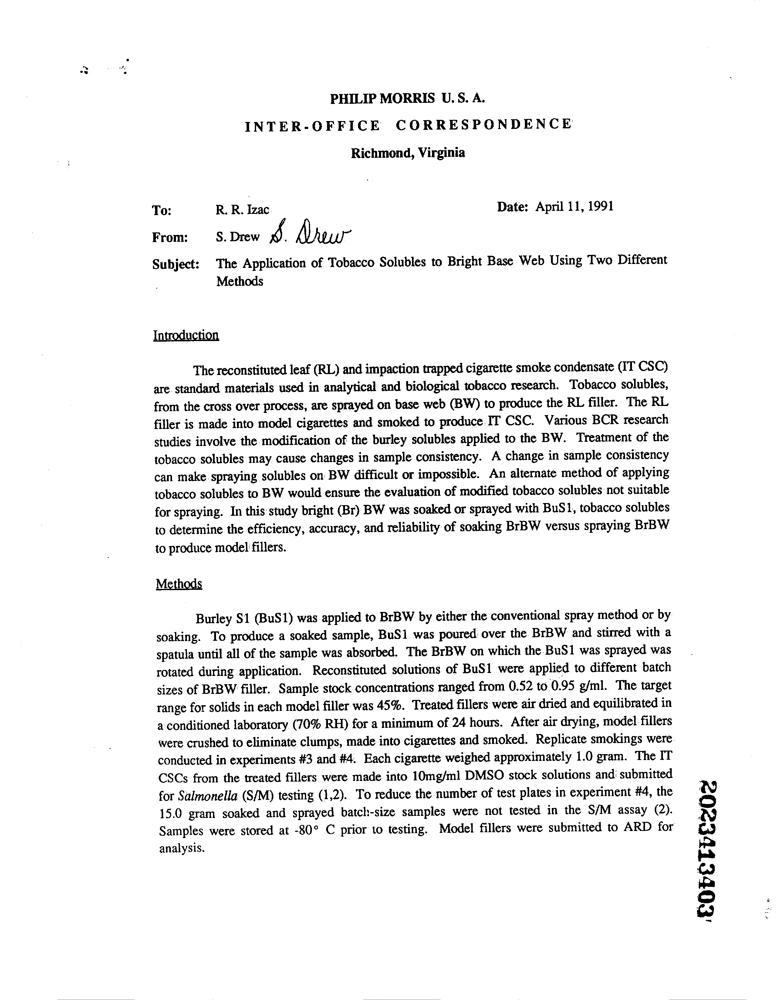 PHILIP MORRIS U. S. A.
INTER-OFFICE CORRESPONDENCE
Richmond, Virginia
To: R. R. Izac Date: April 11, 1991
From: S. Drew S. Drew
Subject: The Application of Tobacco Solubles to Bright Base Web Using Two Different
Methods
Introduction
The reconstituted leaf (RL) and impaction trapped cigarette smoke condensate (IT CSC)
are standard materials used in analytical and biological tobacco research. Tobacco solubles,
from the cross over process, are sprayed on base web (BW) to produce the RL filler. The RL
filler is made into model cigarettes and smoked to produce IT CSC. Various BCR research
studies involve the modification of the burley solubles applied to the BW. Treatment of the
tobacco solubles may cause changes in sample consistency. A change in sample consistency
can make spraying solubles on BW difficult or impossible. An alternate method of applying
tobacco solubles to BW would ensure the evaluation of modified tobacco solubles not suitable
for spraying. In this study bright (Br) BW was soaked or sprayed with BuS1, tobacco solubles
to determine the efficiency, accuracy, and reliability of soaking BrBW versus spraying BrBW
to produce model fillers.
Methods
Burley S1 (BuS1) was applied to BrBW by either the conventional spray method or by
soaking. To produce a soaked sample, BuS1 was poured over the BrBW and stirred with a
spatula until all of the sample was absorbed. The BrBW on which the BuS1 was sprayed was
rotated during application. Reconstituted solutions of BuS1 were applied to different batch
sizes of BrBW filler. Sample stock concentrations ranged from 0.52 to 0.95 g/ml. The target
range for solids in each model filler was 45%. Treated fillers were air dried and equilibrated in
a conditioned laboratory (70% RH) for a minimum of 24 hours. After air drying, model fillers
were crushed to eliminate clumps, made into cigarettes and smoked. Replicate smokings were
conducted in experiments #3 and #4. Each cigarette weighed approximately 1.0 gram. The IT
CSCs from the treated fillers were made into 10mg/ml DMSO stock solutions and submitted
for Salmonella (S/M) testing (1,2). To reduce the number of test plates in experiment #4, the
15.0 gram soaked and sprayed batch-size samples were not tested in the S/M assay (2).
Samples were stored at -80° C prior to testing. Model fillers were submitted to ARD for
analysis.
2023413403